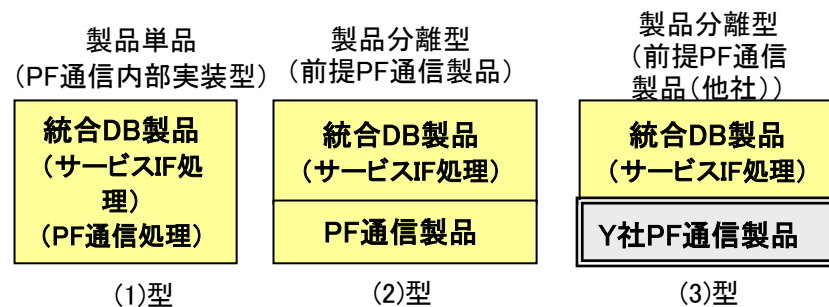 製品単品
(PF通信内部実装型)
統合DB製品
(サービスIF処
理)
(PF通信処理)
(1)型
製品分離型
(前提PF通信製品)
統合DB製品
(サービスIF処理)
PF通信製品
(2)型
製品分離型
(前提PF通信
製品(他社))
統合DB製品
(サービスIF処理)
Y社PF通信製品
(3)型